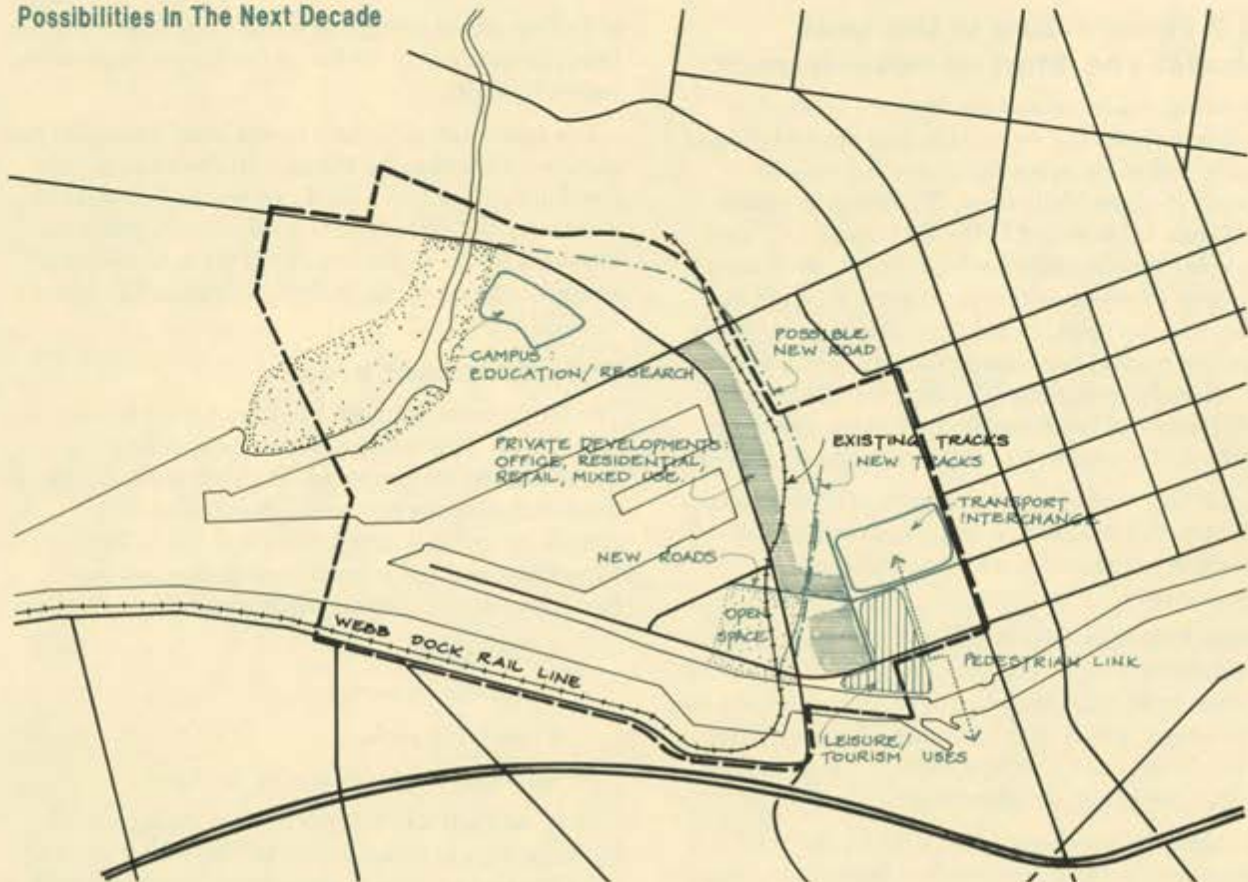 Possibilities In The Next Decade
CAMPUS :
EDUCATION/RESEARCH
POSSIBLE
NEW ROAD
PRIVATE DEVELOPMENTS:
OFFICE, RESIDENTIAL,
RETAIL, MIXED USE.
EXISTING TRACKS
NEW TRACKS
TRANSPORT
INTERCHANGE
NEW ROADS
OPEN
SPACE
WEBB DOCK RAIL LINE
PEDESTRIAN LINK
LEISURE/
TOURISM USES